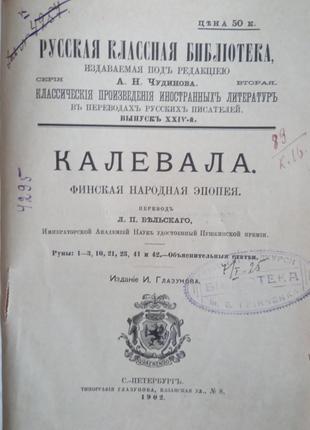 ЦѢНА 50 К.
РУССКАЯ КЛАССНАЯ БИБЛІОТЕКА,
ИЗДАВАЕМАЯ ПОДЪ РЕДАКЦІЕЮ
СЕРІЯ А. Н. ЧУДИНОВА. ВТОРАЯ.
КЛАССИЧЕСКІЯ ПРОИЗВЕДЕНІЯ ИНОСТРАННЫХЪ ЛИТЕРАТУРЪ
ВЪ ПЕРЕВОДАХЪ РУССКИХЪ ПИСАТЕЛЕЙ.
ВЫПУСКЪ XXIV-й.
КАЛЕВАЛА.
ФИНСКАЯ НАРОДНАЯ ЭПОПЕЯ.
ПЕРЕВОДЪ
Л. П. БѢЛЬСКАГО,
ИМПЕРАТОРСКОЙ АКАДЕМІЕЙ НАУКЪ УДОСТОЕННЫЙ ПУШКИНСКОЙ ПРЕМІИ.
Руны: 1—3, 10, 21, 23, 41 и 42.—Объяснительныя статьи.
Изданіе И. Глазунова.
С.-ПЕТЕРБУРГЪ.
ТИПОГРАФІЯ ГЛАЗУНОВА, КАЗАНСКАЯ УЛ., № 8.
1902.
4295
89